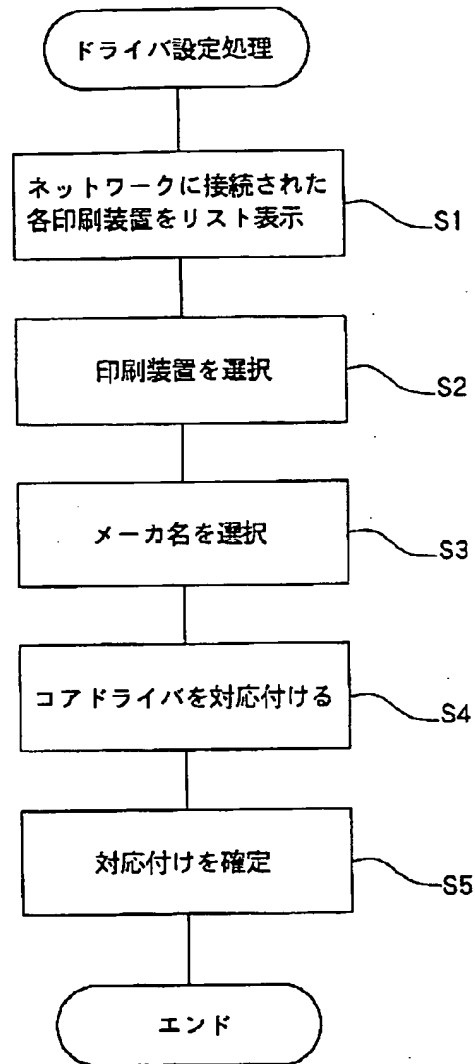 ドライバ設定処理
ネットワークに接続された
各印刷装置をリスト表示
S1
印刷装置を選択
S2
メーカ名を選択
S3
コアドライバを対応付ける
S4
対応付けを確定
S5
エンド